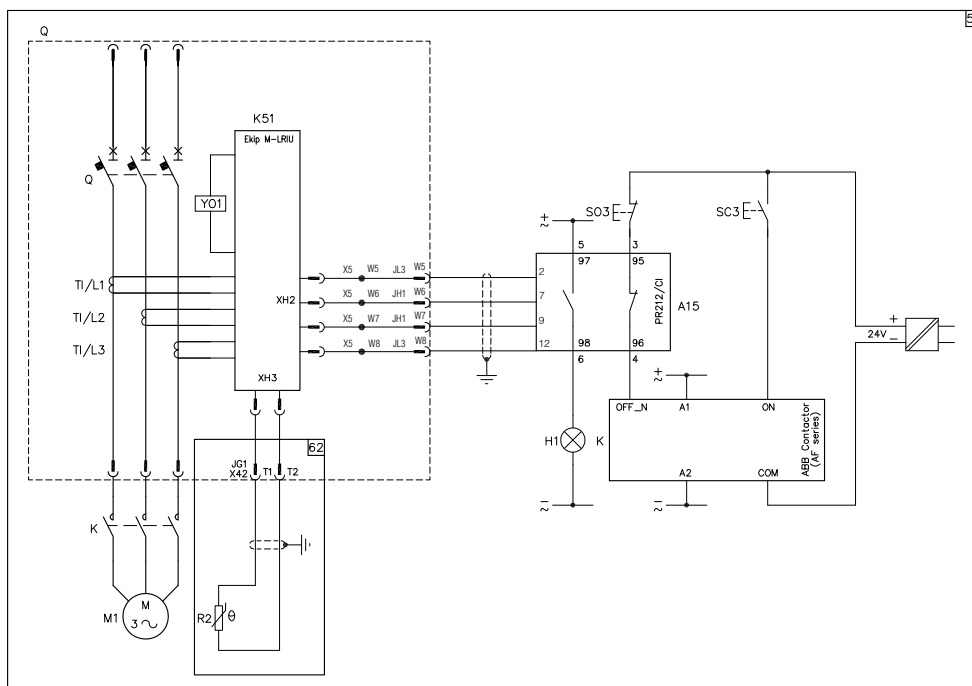 5
Q
K51
Ekip M-LRIU
Q
YO1
SO3
SC3
+
~
5
3
97
95
X5 W5 JL3 W5
2
TI/L1
XH2
X5 W6 JH1 W6
7
PR212/CI
A15
TI/L2
X5 W7 JH1 W7
9
+
24V
–
TI/L3
X5 W8 JL3 W8
12
98
96
6
4
XH3
+
~
OFF_N
A1
ON
62
H1
K
ABB Contactor
(AF series)
JG1
X42
T1
T2
A2
COM
–
~
–
~
K
M1
M
3 ~
R2
θ